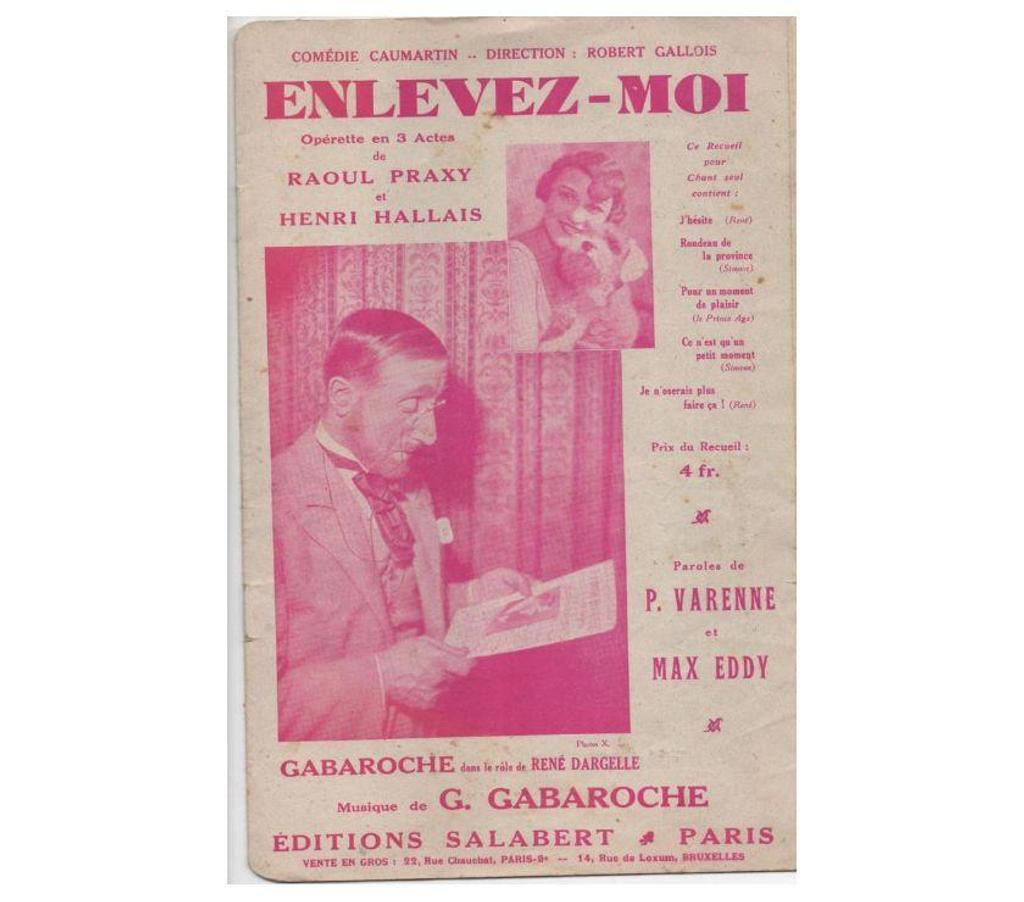 COMÉDIE CAUMARTIN -- DIRECTION : ROBERT GALLOIS
ENLEVEZ-MOI
Opérette en 3 Actes
de
RAOUL PRAXY
et
HENRI HALLAIS
Ce Recueil
pour
Chant seul
contient :
J'hésite (René)
Rondeau de
la province
(Simone)
Pour un moment
de plaisir
(le Prince Aga)
Ce n'est qu'un
petit moment
(Simone)
Je n'oserais plus
faire ça ! (René)
Prix du Recueil :
4 fr.
Paroles de
P. VARENNE
et
MAX EDDY
Photos X.
GABAROCHE dans le rôle de RENÉ DARGELLE
Musique de G. GABAROCHE
ÉDITIONS SALABERT PARIS
VENTE EN GROS : 22, Rue Chauchat, PARIS-9e -- 14, Rue de Loxum, BRUXELLES